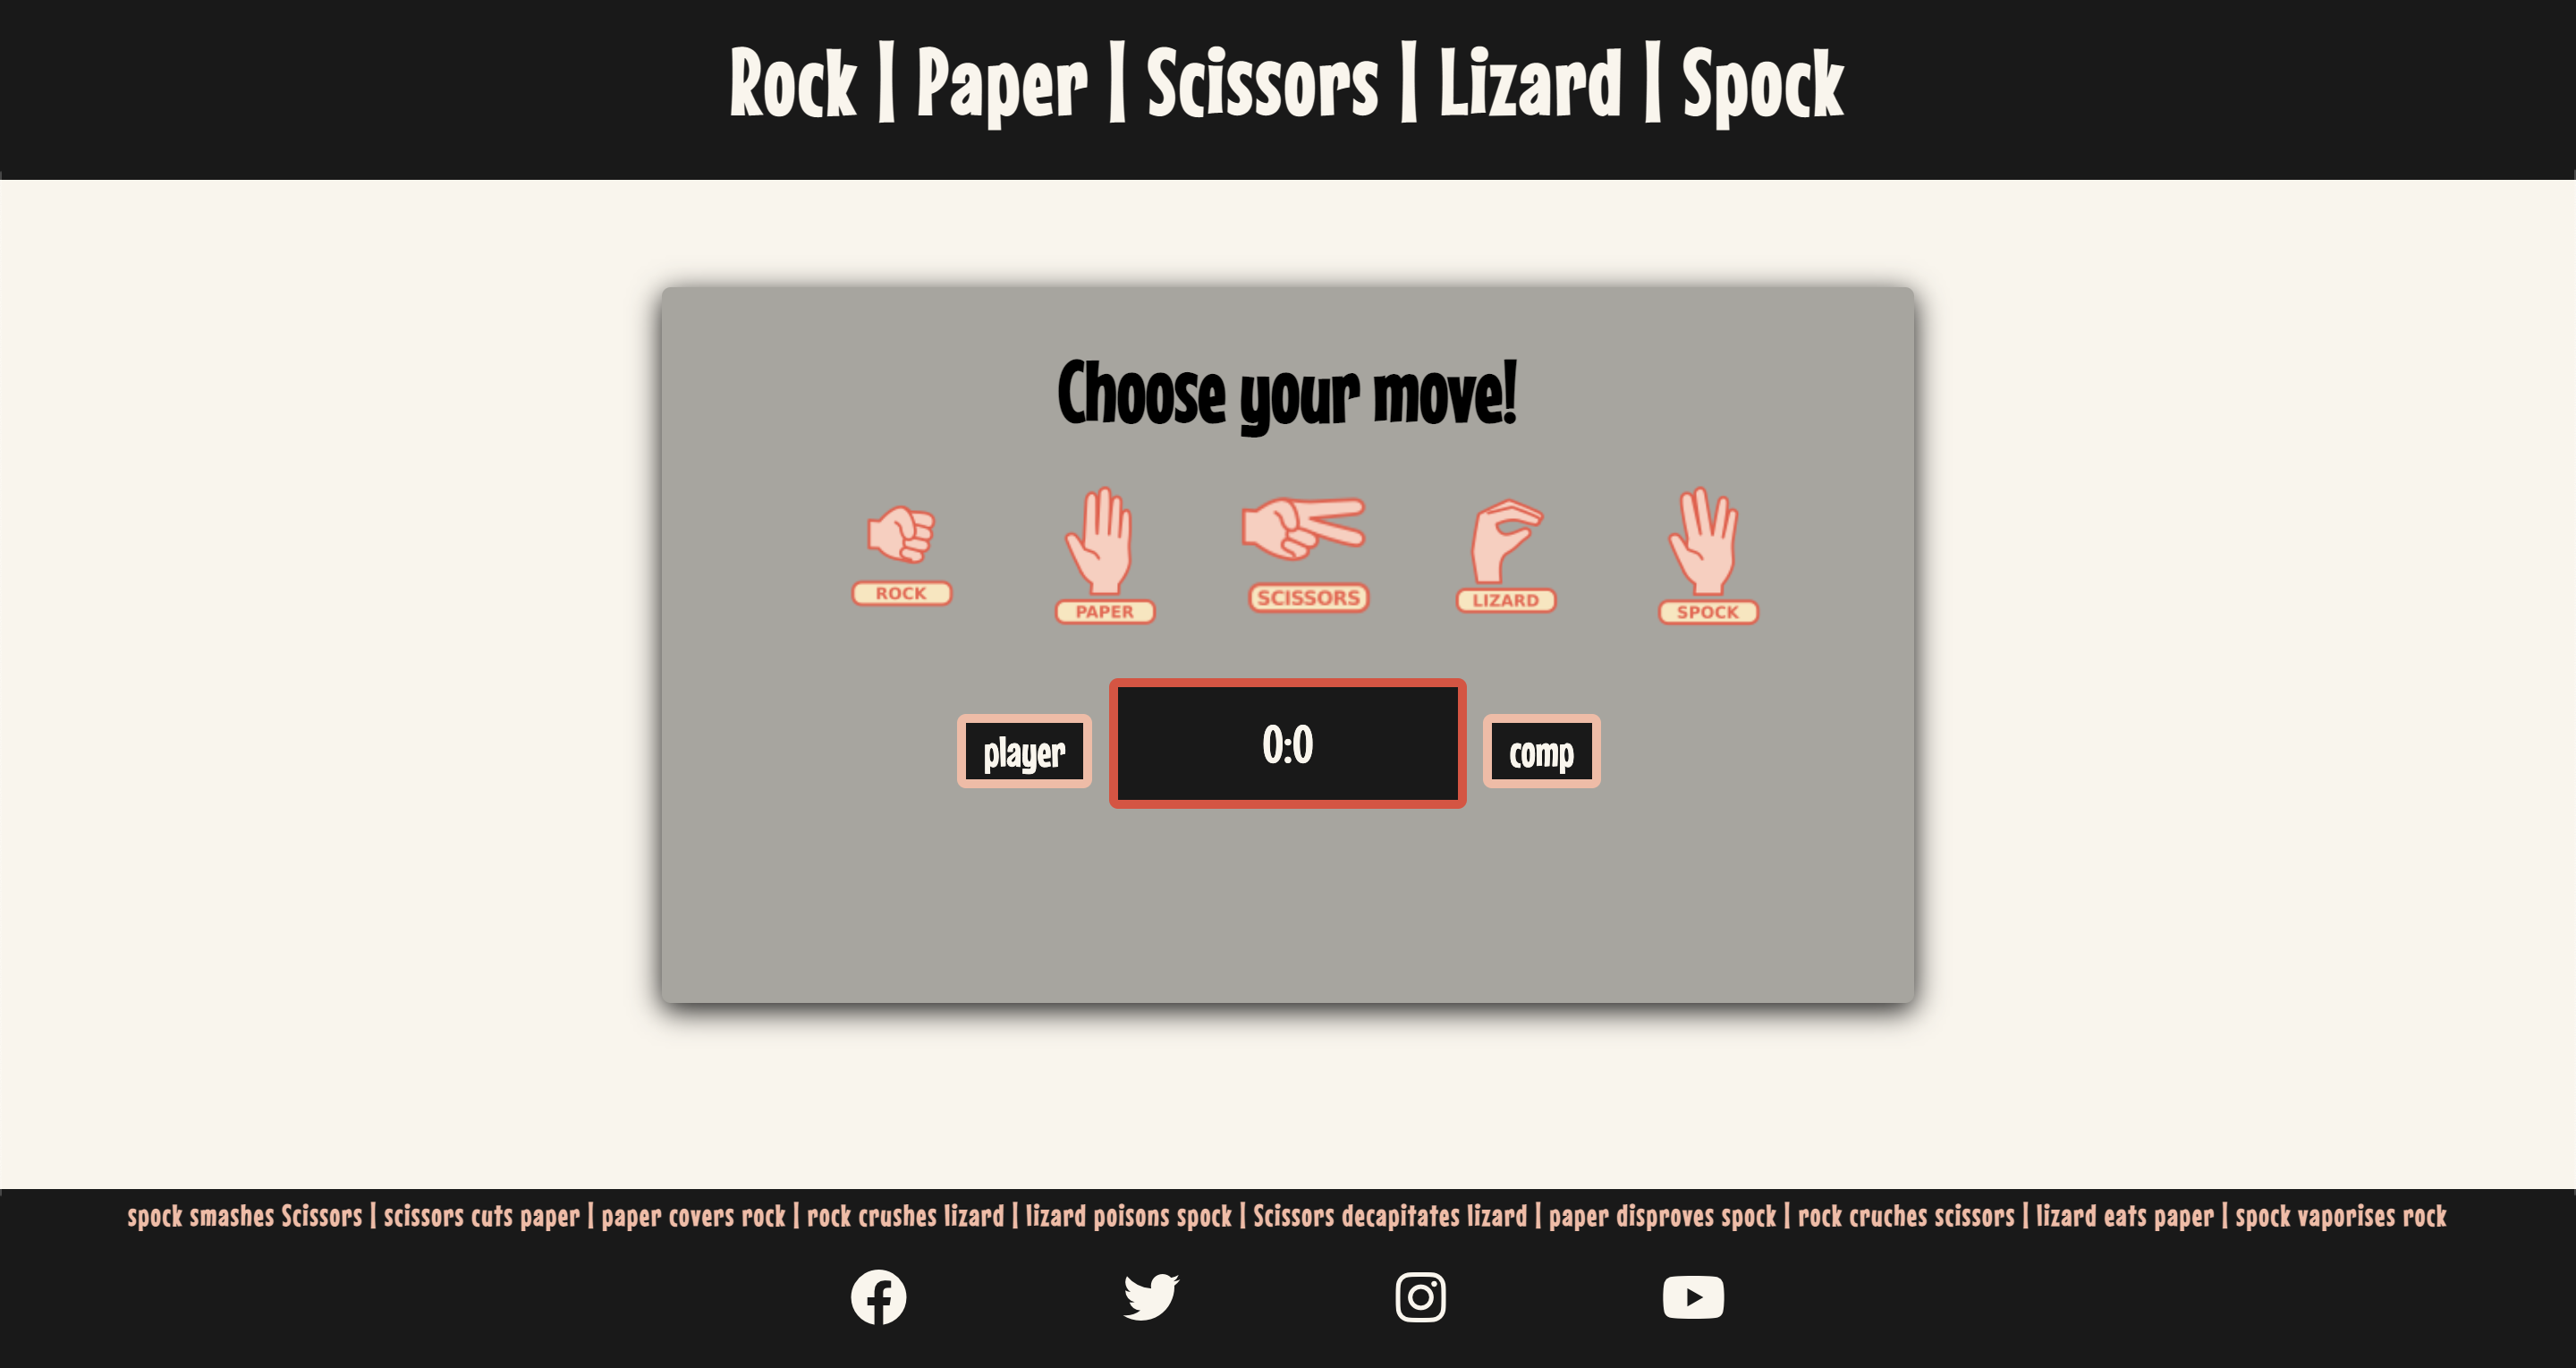 Rock | Paper | Scissors | Lizard | Spock
Choose your move!
ROCK
PAPER
SCISSORS
LIZARD
SPOCK
player
0:0
comp
spock smashes Scissors | scissors cuts paper | paper covers rock | rock crushes lizard | lizard poisons spock | Scissors decapitates lizard | paper disproves spock | rock cruches scissors | lizard eats paper | spock vaporises rock